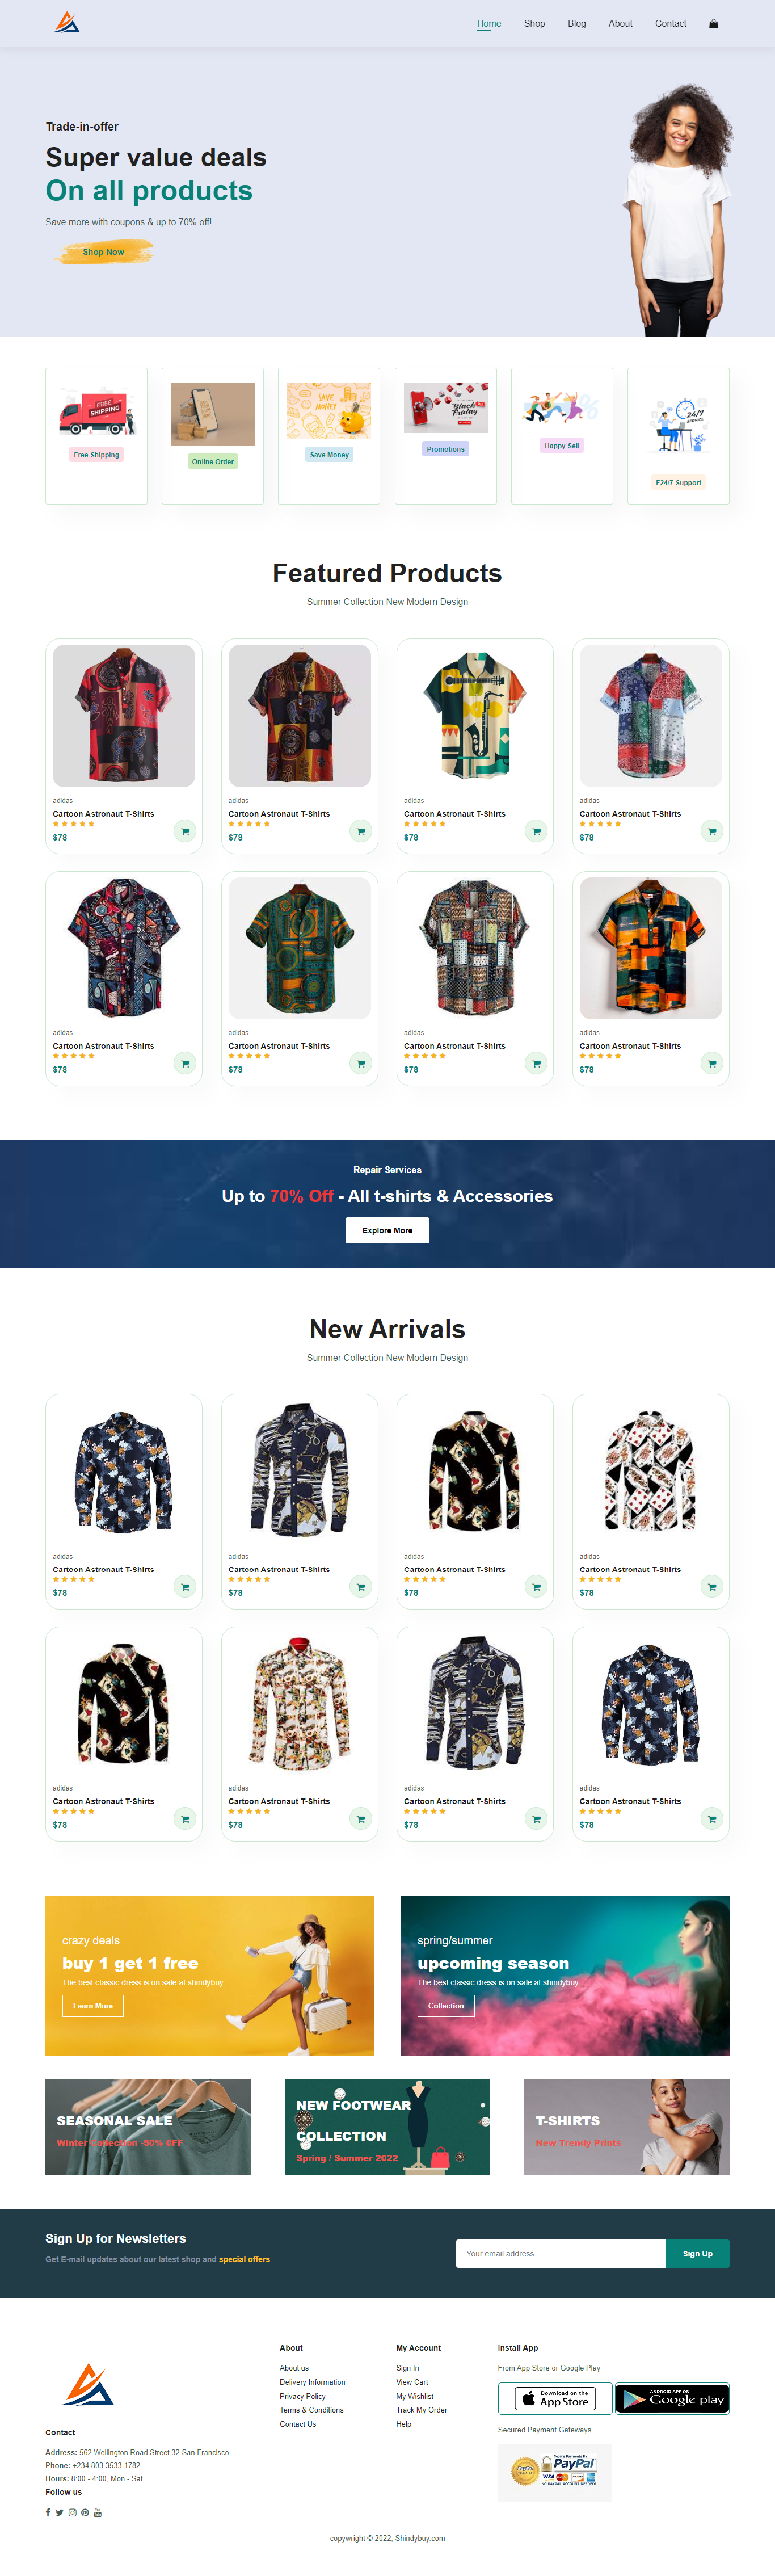 Home Shop Blog About Contact
Trade-in-offer
Super value deals
On all products
Save more with coupons & up to 70% off!
Shop Now
FREE
SHIPPING
SAVE
MONEY
Black
Friday
24/7
SERVICE
Free Shipping
Online Order
Save Money
Promotions
Happy Sell
F24/7 Support
Featured Products
Summer Collection New Modern Design
adidas
Cartoon Astronaut T-Shirts
$78
adidas
Cartoon Astronaut T-Shirts
$78
adidas
Cartoon Astronaut T-Shirts
$78
adidas
Cartoon Astronaut T-Shirts
$78
adidas
Cartoon Astronaut T-Shirts
$78
adidas
Cartoon Astronaut T-Shirts
$78
adidas
Cartoon Astronaut T-Shirts
$78
adidas
Cartoon Astronaut T-Shirts
$78
Repair Services
Up to 70% Off - All t-shirts & Accessories
Explore More
New Arrivals
Summer Collection New Modern Design
adidas
Cartoon Astronaut T-Shirts
$78
adidas
Cartoon Astronaut T-Shirts
$78
adidas
Cartoon Astronaut T-Shirts
$78
adidas
Cartoon Astronaut T-Shirts
$78
adidas
Cartoon Astronaut T-Shirts
$78
adidas
Cartoon Astronaut T-Shirts
$78
adidas
Cartoon Astronaut T-Shirts
$78
adidas
Cartoon Astronaut T-Shirts
$78
crazy deals
buy 1 get 1 free
The best classic dress is on sale at shindybuy
Learn More
spring/summer
upcoming season
The best classic dress is on sale at shindybuy
Collection
SEASONAL SALE
Winter Collection -50% OFF
NEW FOOTWEAR
COLLECTION
Spring / Summer 2022
T-SHIRTS
New Trendy Prints
Sign Up for Newsletters
Get E-mail updates about our latest shop and special offers
Your email address
Sign Up
Contact
Address: 562 Wellington Road Street 32 San Francisco
Phone: +234 803 3533 1782
Hours: 8:00 - 4:00, Mon - Sat
Follow us
About
About us
Delivery Information
Privacy Policy
Terms & Conditions
Contact Us
My Account
Sign In
View Cart
My Wishlist
Track My Order
Help
Install App
From App Store or Google Play
Download on the
App Store
ANDROID APP ON
Google play
Secured Payment Gateways
Secure Payments By
PayPal
VISA
NO PAYPAL ACCOUNT NEEDED
copywright © 2022, Shindybuy.com